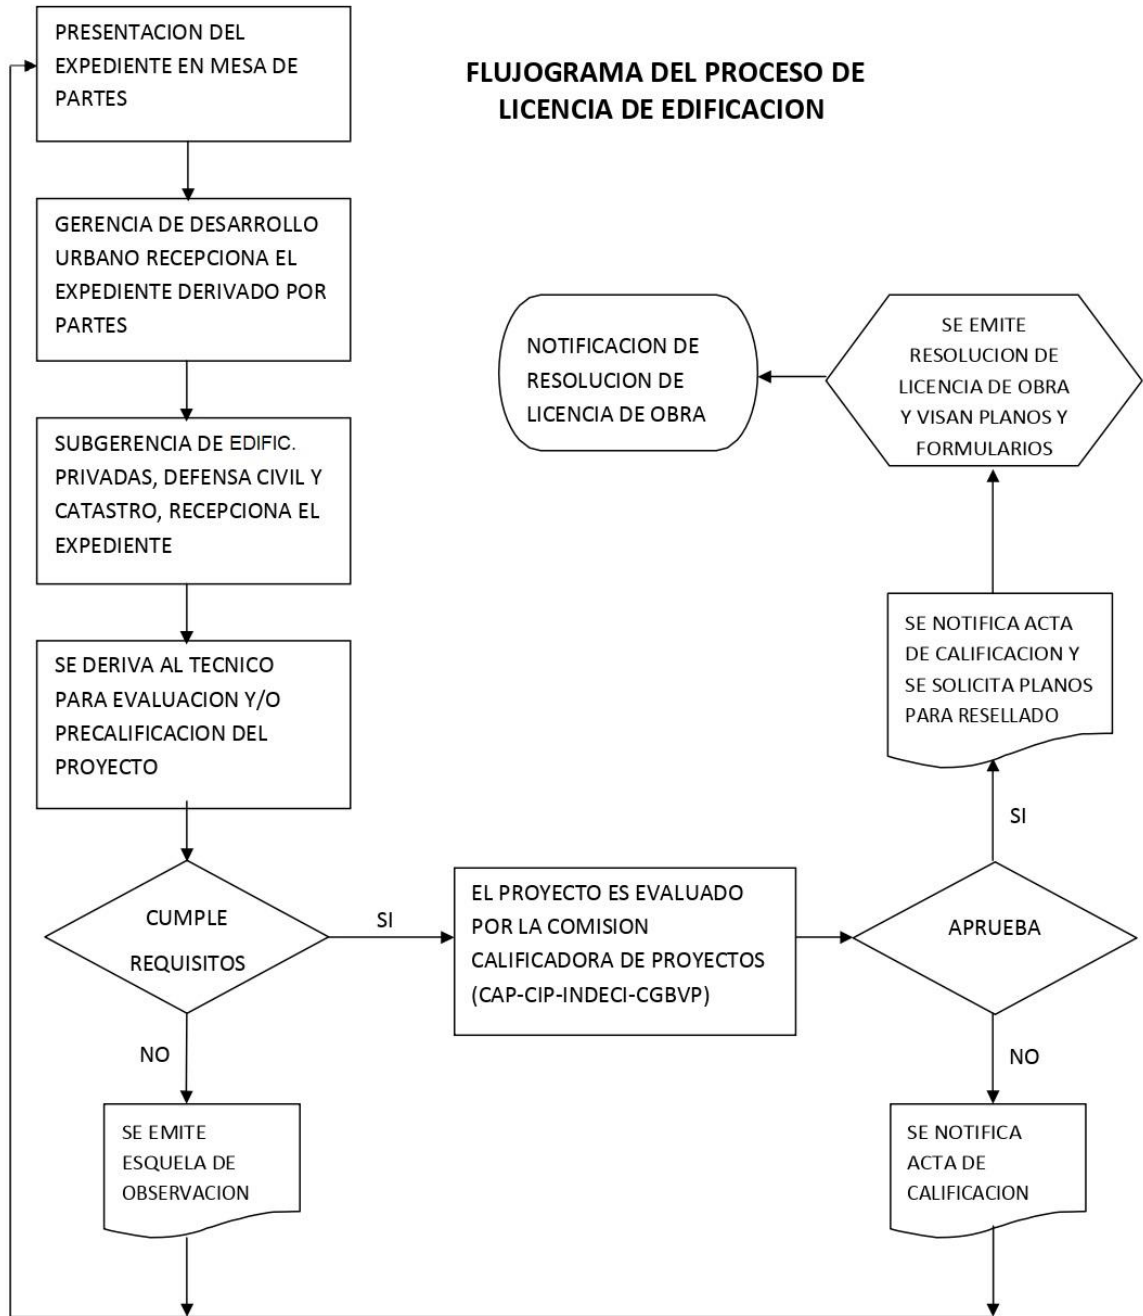 FLUJOGRAMA DEL PROCESO DE
LICENCIA DE EDIFICACION
PRESENTACION DEL
EXPEDIENTE EN MESA DE
PARTES
GERENCIA DE DESARROLLO
URBANO RECEPCIONA EL
EXPEDIENTE DERIVADO POR
PARTES
SUBGERENCIA DE EDIFIC.
PRIVADAS, DEFENSA CIVIL Y
CATASTRO, RECEPCIONA EL
EXPEDIENTE
SE DERIVA AL TECNICO
PARA EVALUACION Y/O
PRECALIFICACION DEL
PROYECTO
CUMPLE
REQUISITOS
NO
SE EMITE
ESQUELA DE
OBSERVACION
SI
EL PROYECTO ES EVALUADO
POR LA COMISION
CALIFICADORA DE PROYECTOS
(CAP-CIP-INDECI-CGBVP)
APRUEBA
NO
SE NOTIFICA
ACTA DE
CALIFICACION
SI
SE NOTIFICA ACTA
DE CALIFICACION Y
SE SOLICITA PLANOS
PARA RESELLADO
SE EMITE
RESOLUCION DE
LICENCIA DE OBRA
Y VISAN PLANOS Y
FORMULARIOS
NOTIFICACION DE
RESOLUCION DE
LICENCIA DE OBRA